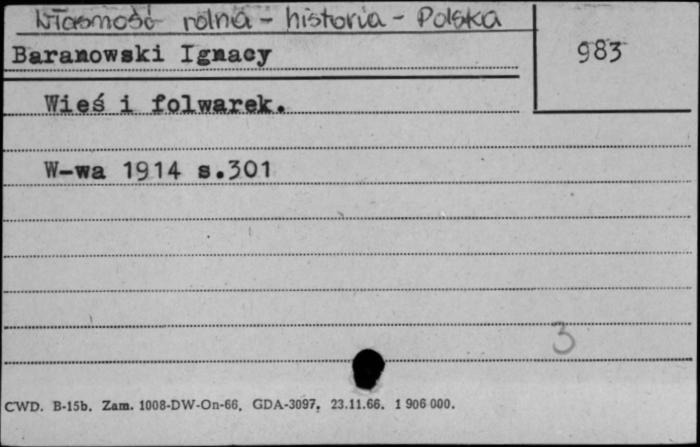 Własność rolna - historia - Polska
Baranowski Ignacy
983
Wieś i folwarek.
W-wa 1914 s.301
3
CWD. B-15b. Zam. 1008-DW-On-66. GDA-3097. 23.11.66. 1 906 000.